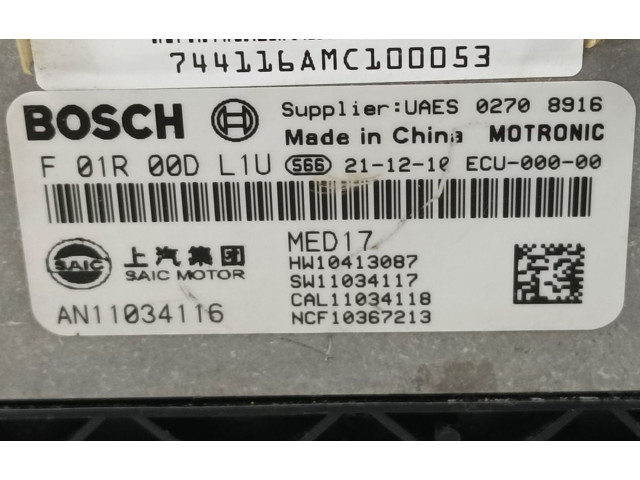 744116AMC100053
BOSCH Supplier:UAES 0270 8916
Made in China MOTRONIC
F 01R 00D L1U 566 21-12-10 ECU-000-00
SAIC 上汽集团 SAIC MOTOR
MED17
HW10413087
SW11034117
CAL11034118
NCF10367213
AN11034116